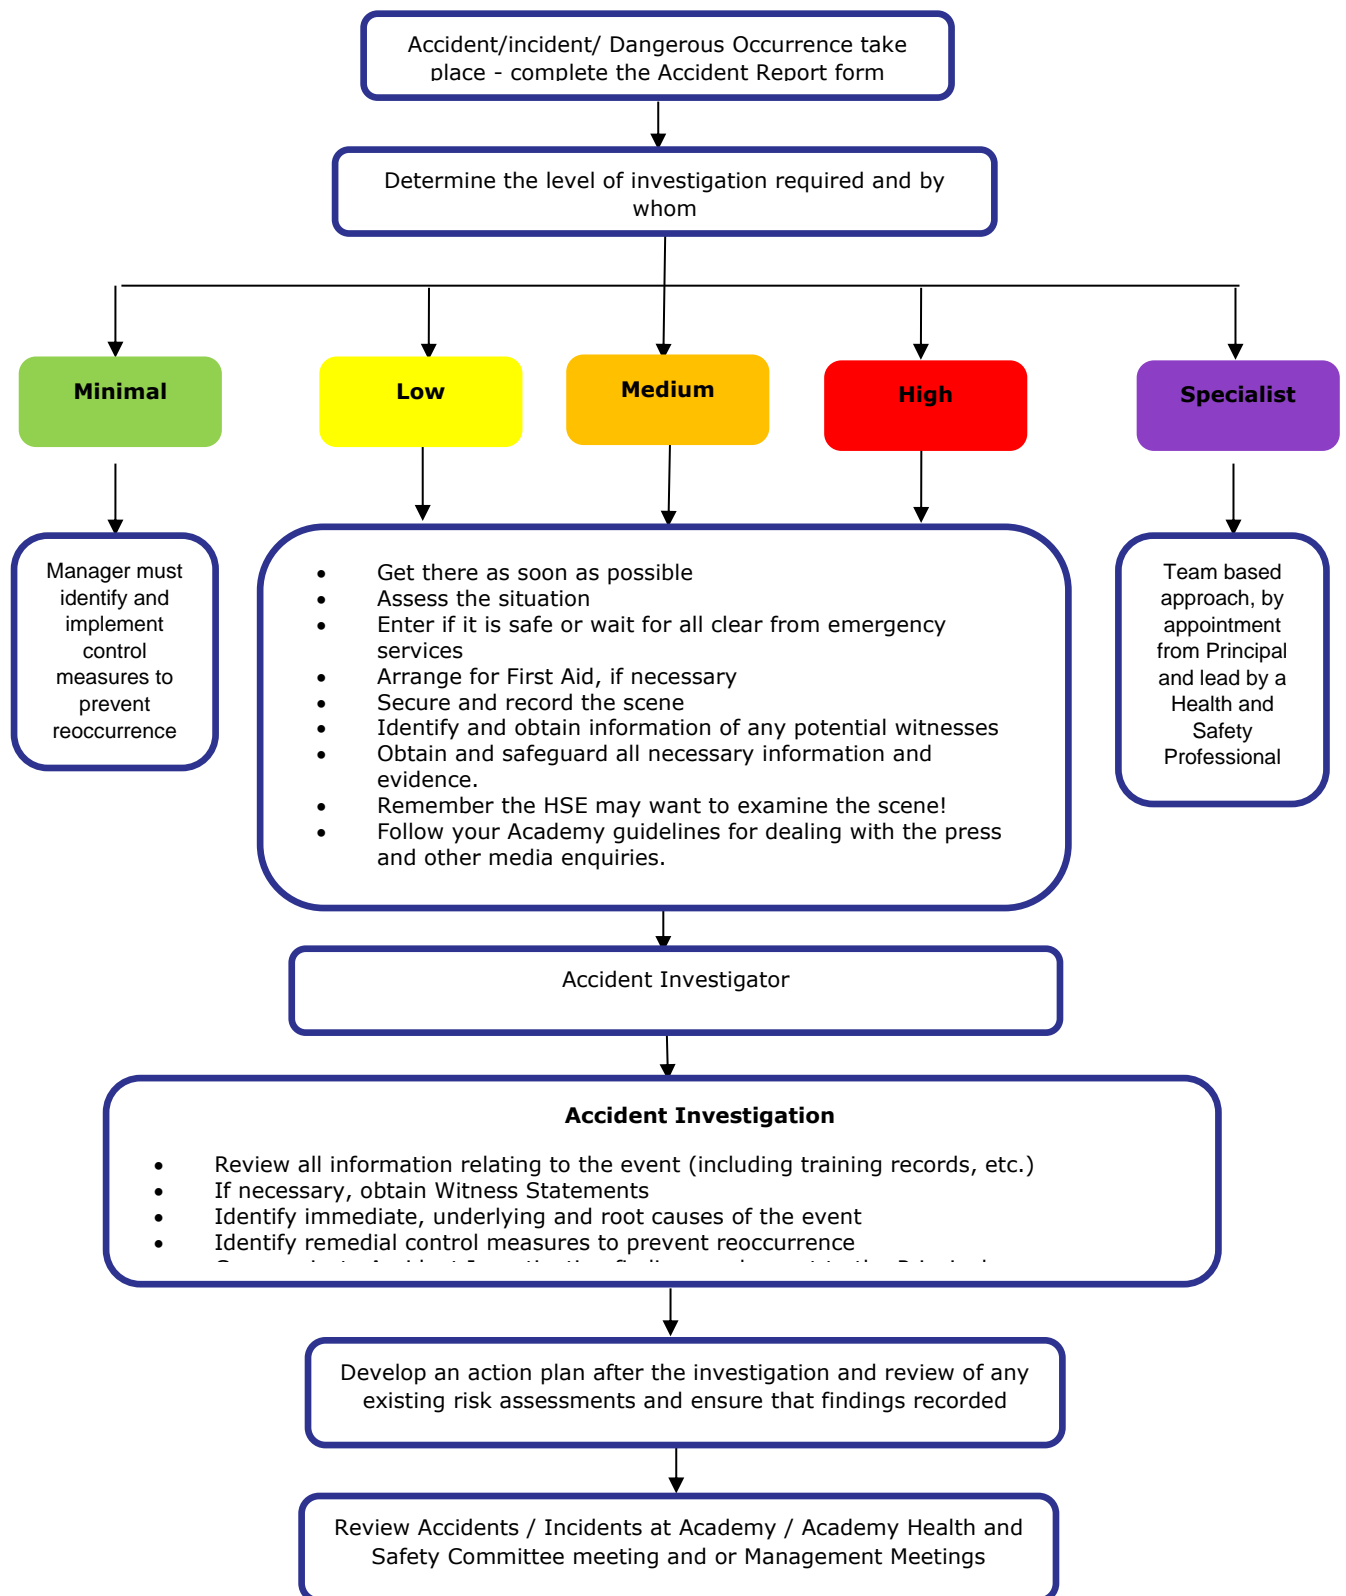 Accident/incident/ Dangerous Occurrence take
place - complete the Accident Report form
Determine the level of investigation required and by
whom
Minimal
Low
Medium
High
Specialist
Manager must
identify and
implement
control
measures to
prevent
reoccurrence
• Get there as soon as possible
• Assess the situation
• Enter if it is safe or wait for all clear from emergency
services
• Arrange for First Aid, if necessary
• Secure and record the scene
• Identify and obtain information of any potential witnesses
• Obtain and safeguard all necessary information and
evidence.
• Remember the HSE may want to examine the scene!
• Follow your Academy guidelines for dealing with the press
and other media enquiries.
Team based
approach, by
appointment
from Principal
and lead by a
Health and
Safety
Professional
Accident Investigator
Accident Investigation
• Review all information relating to the event (including training records, etc.)
• If necessary, obtain Witness Statements
• Identify immediate, underlying and root causes of the event
• Identify remedial control measures to prevent reoccurrence
Develop an action plan after the investigation and review of any
existing risk assessments and ensure that findings recorded
Review Accidents / Incidents at Academy / Academy Health and
Safety Committee meeting and or Management Meetings